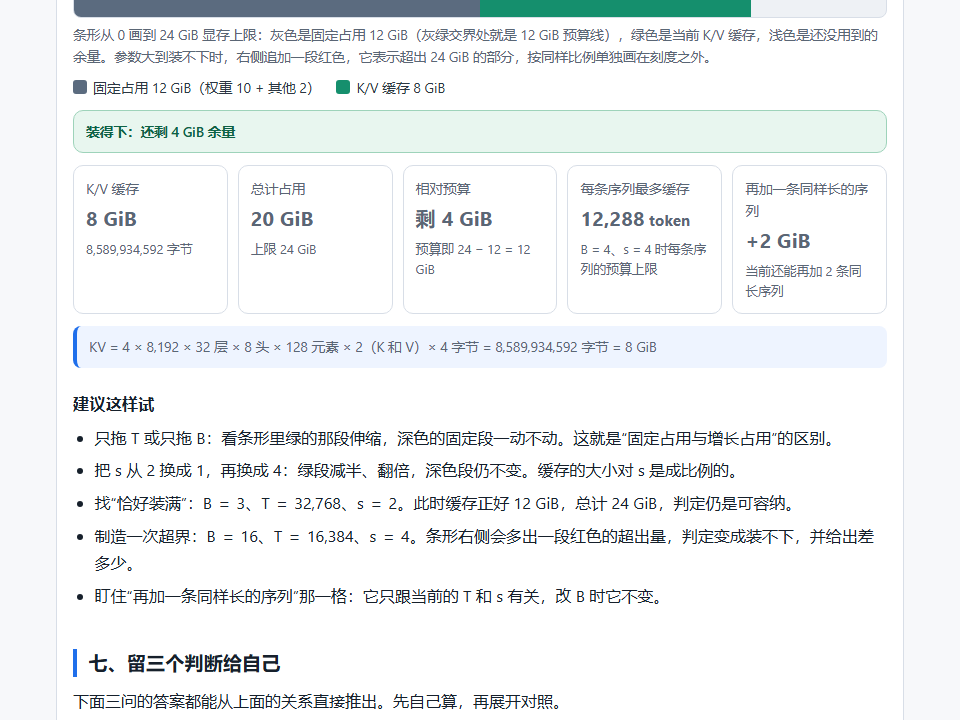 条形从 0 画到 24 GiB 显存上限：灰色是固定占用 12 GiB（灰绿交界处就是 12 GiB 预算线），绿色是当前 K/V 缓存，浅色是还没用到的
余量。参数大到装不下时，右侧追加一段红色，它表示超出 24 GiB 的部分，按同样比例单独画在刻度之外。
固定占用 12 GiB（权重 10 + 其他 2）
K/V 缓存 8 GiB
装得下：还剩 4 GiB 余量
K/V 缓存
8 GiB
8,589,934,592 字节
总计占用
20 GiB
上限 24 GiB
相对预算
剩 4 GiB
预算即 24 − 12 = 12
GiB
每条序列最多缓存
12,288 token
B = 4、s = 4 时每条序
列的预算上限
再加一条同样长的序
列
+2 GiB
当前还能再加 2 条同
长序列
KV = 4 × 8,192 × 32 层 × 8 头 × 128 元素 × 2（K 和 V）× 4 字节 = 8,589,934,592 字节 = 8 GiB
建议这样试
• 只拖 T 或只拖 B：看条形里绿的那段伸缩，深色的固定段一动不动。这就是“固定占用与增长占用”的区别。
• 把 s 从 2 换成 1，再换成 4：绿段减半、翻倍，深色段仍不变。缓存的大小对 s 是成比例的。
• 找“恰好装满”：B = 3、T = 32,768、s = 2。此时缓存正好 12 GiB，总计 24 GiB，判定仍是可容纳。
• 制造一次超界：B = 16、T = 16,384、s = 4。条形右侧会多出一段红色的超出量，判定变成装不下，并给出差
多少。
• 盯住“再加一条同样长的序列”那一格：它只跟当前的 T 和 s 有关，改 B 时它不变。
七、留三个判断给自己
下面三问的答案都能从上面的关系直接推出。先自己算，再展开对照。